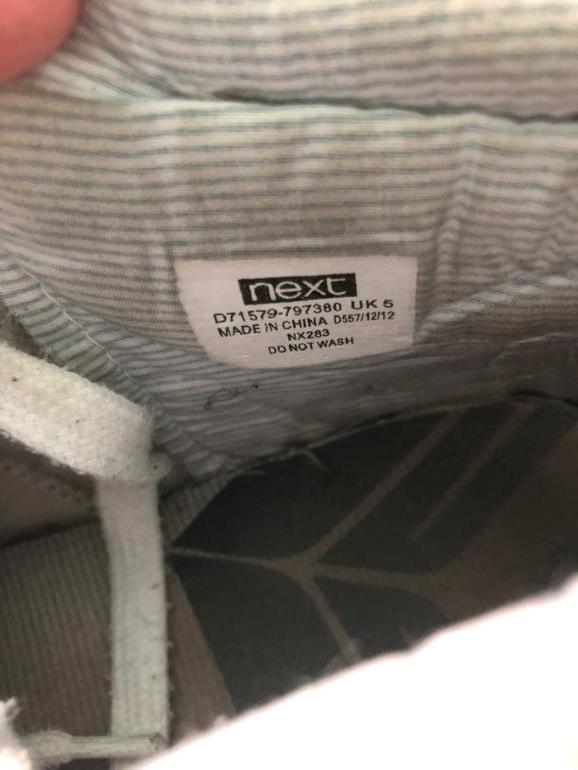 next
D71579-797380 UK 5
MADE IN CHINA D557/12/12
NX283
DO NOT WASH